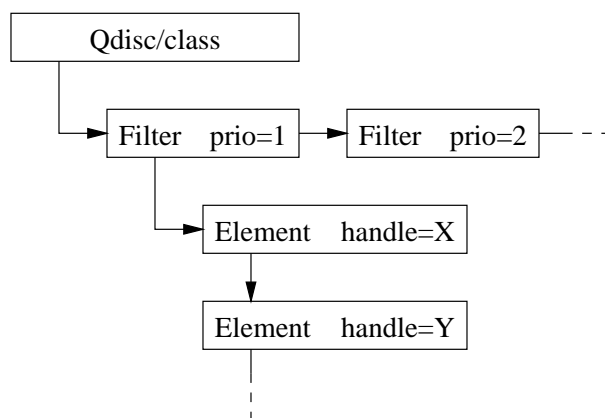 Qdisc/class
Filter prio=1
Filter prio=2
Element handle=X
Element handle=Y